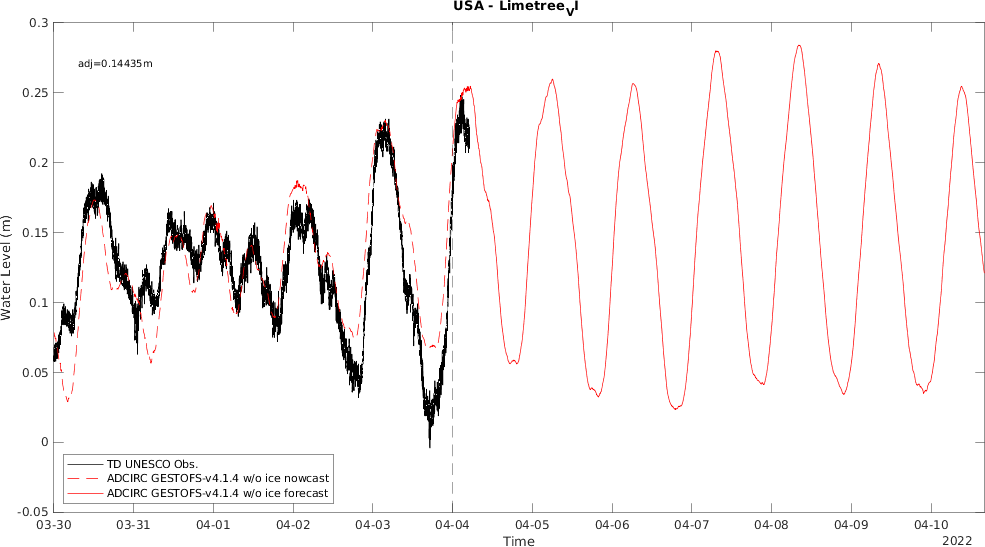 USA - Limetree_VI
adj=0.14435m
0.3
0.25
0.2
0.15
0.1
0.05
0
-0.05
Water Level (m)
TD UNESCO Obs.
ADCIRC GESTOFS-v4.1.4 w/o ice nowcast
ADCIRC GESTOFS-v4.1.4 w/o ice forecast
03-30 03-31 04-01 04-02 04-03 04-04 04-05 04-06 04-07 04-08 04-09 04-10
Time
2022